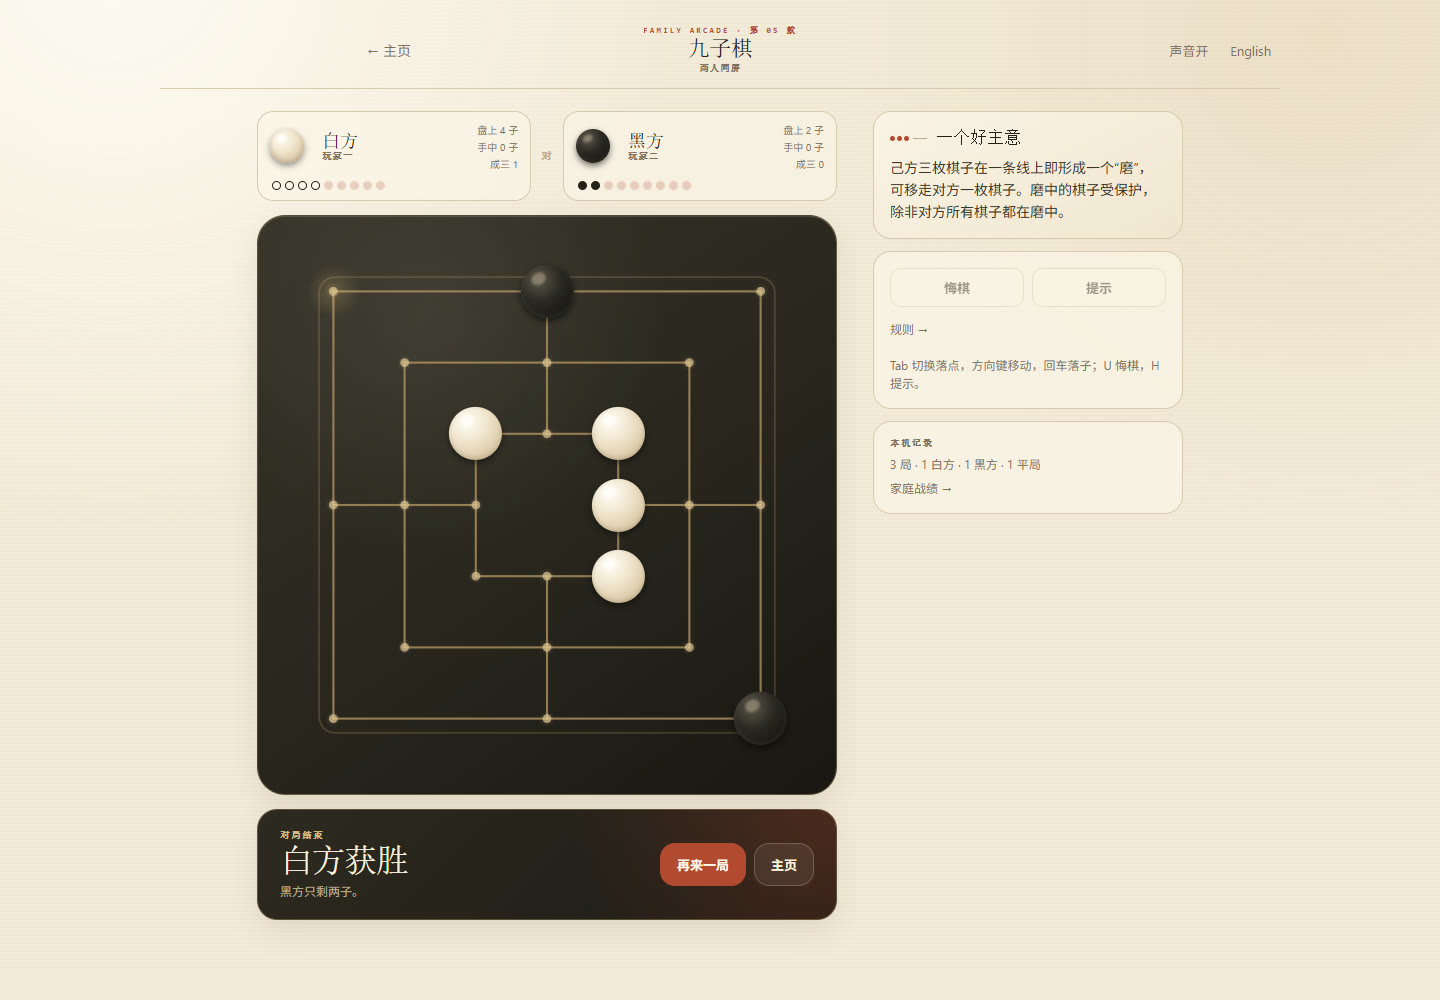 ← 主页
FAMILY ARCADE · 第 05 款
九子棋
两人同屏
声音开
English
白方
玩家一
盘上 4 子
手中 0 子
成三 1
对
黑方
玩家二
盘上 2 子
手中 0 子
成三 0
一个好主意
己方三枚棋子在一条线上即形成一个“磨”，
可移走对方一枚棋子。磨中的棋子受保护，
除非对方所有棋子都在磨中。
悔棋
提示
规则 →
Tab 切换落点，方向键移动，回车落子；U 悔棋，H
提示。
本机记录
3 局 · 1 白方 · 1 黑方 · 1 平局
家庭战绩 →
对局结束
白方获胜
黑方只剩两子。
再来一局
主页